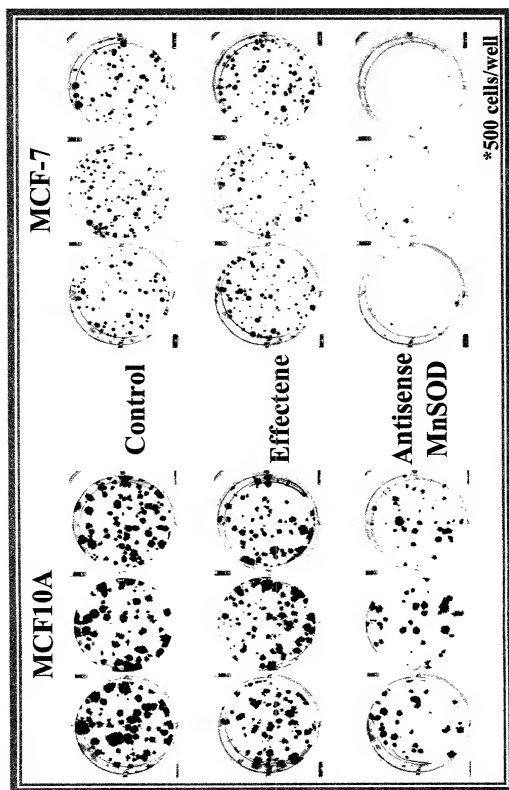 MCF10A
MCF-7
Control
Effectene
Antisense
MnSOD
*500 cells/well